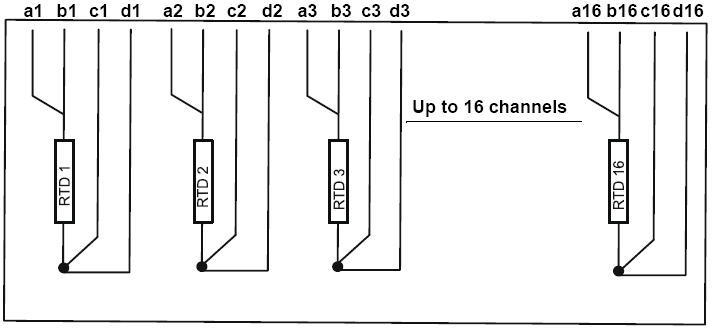 a1 b1 c1 d1 a2 b2 c2 d2 a3 b3 c3 d3 a16 b16 c16 d16
Up to 16 channels
RTD 1
RTD 2
RTD 3
RTD 16